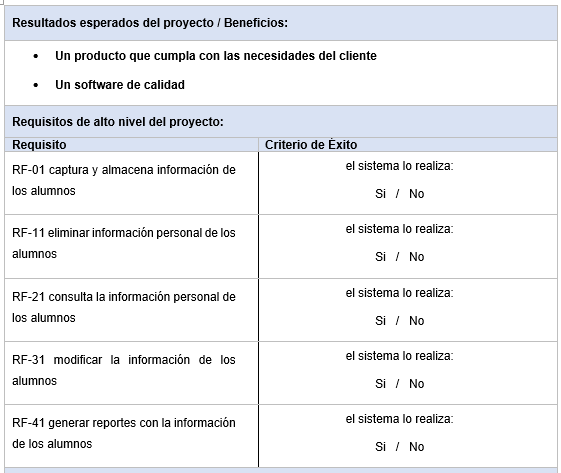 Resultados esperados del proyecto / Beneficios:
• Un producto que cumpla con las necesidades del cliente
• Un software de calidad
Requisitos de alto nivel del proyecto:
Requisito Criterio de Éxito
RF-01 captura y almacena información de
los alumnos
el sistema lo realiza:
Si / No
RF-11 eliminar información personal de los
alumnos
el sistema lo realiza:
Si / No
RF-21 consulta la información personal de
los alumnos
el sistema lo realiza:
Si / No
RF-31 modificar la información de los
alumnos
el sistema lo realiza:
Si / No
RF-41 generar reportes con la información
de los alumnos
el sistema lo realiza:
Si / No